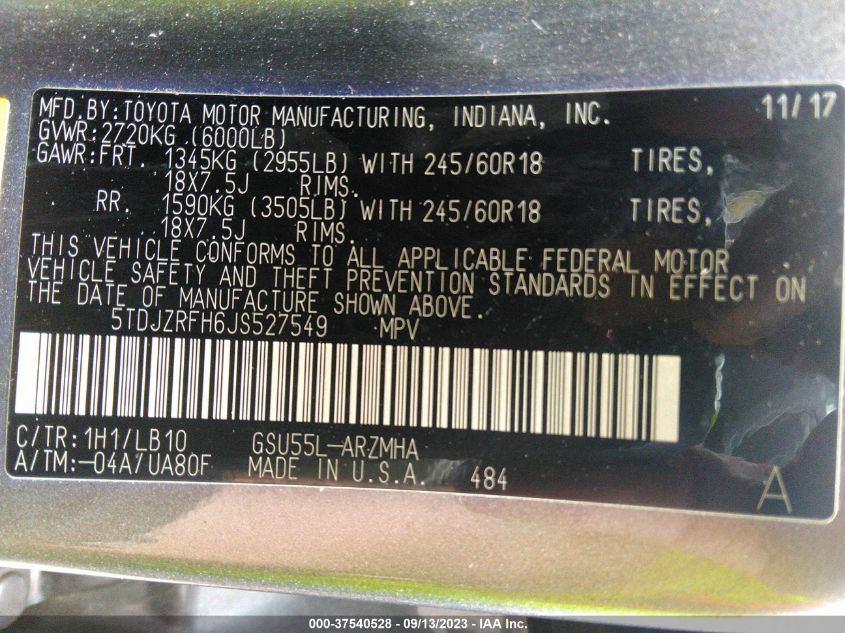 MFD.BY:TOYOTA MOTOR MANUFACTURING, INDIANA, INC. 11/17
GVWR:2720KG (6000LB)
GAWR:FRT. 1345KG (2955LB) WITH 245/60R18 TIRES,
18X7.5J RIMS.
RR. 1590KG (3505LB) WITH 245/60R18 TIRES,
18X7.5J RIMS.
THIS VEHICLE CONFORMS TO ALL APPLICABLE FEDERAL MOTOR
VEHICLE SAFETY AND THEFT PREVENTION STANDARDS IN EFFECT ON
THE DATE OF MANUFACTURE SHOWN ABOVE.
5TDJZRFH6JS527549 MPV
C/TR:1H1/LB10 GSU55L-ARZMHA
A/TM:-04A/UA80F MADE IN U.S.A. 484 A
000-37540528 - 09/13/2023 - IAA Inc.